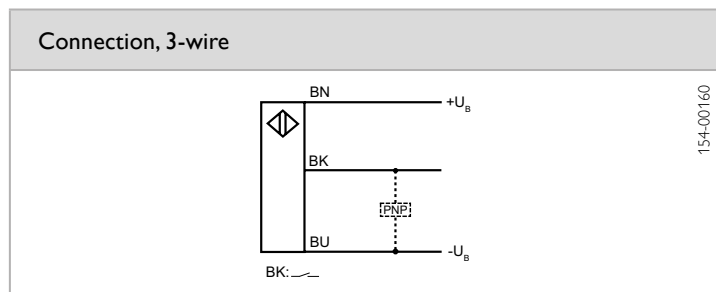 Connection, 3-wire
BN
+U_B
BK
PNP
BU
-U_B
BK:
154-00160